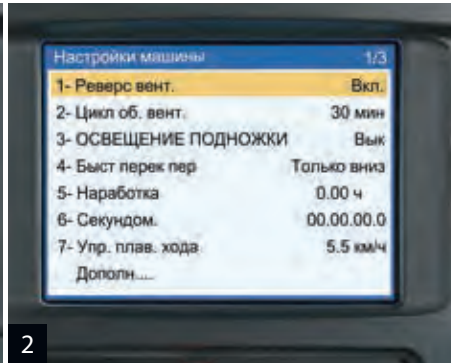 Настройки машины 1/3
1- Реверс вент. Вкл.
2- Цикл об. вент. 30 мин
3- ОСВЕЩЕНИЕ ПОДНОЖКИ Вык
4- Быст перек пер Только вниз
5- Наработка 0.00 ч
6- Секундом. 00.00.00.0
7- Упр. плав. хода 5.5 км/ч
Дополн....
2